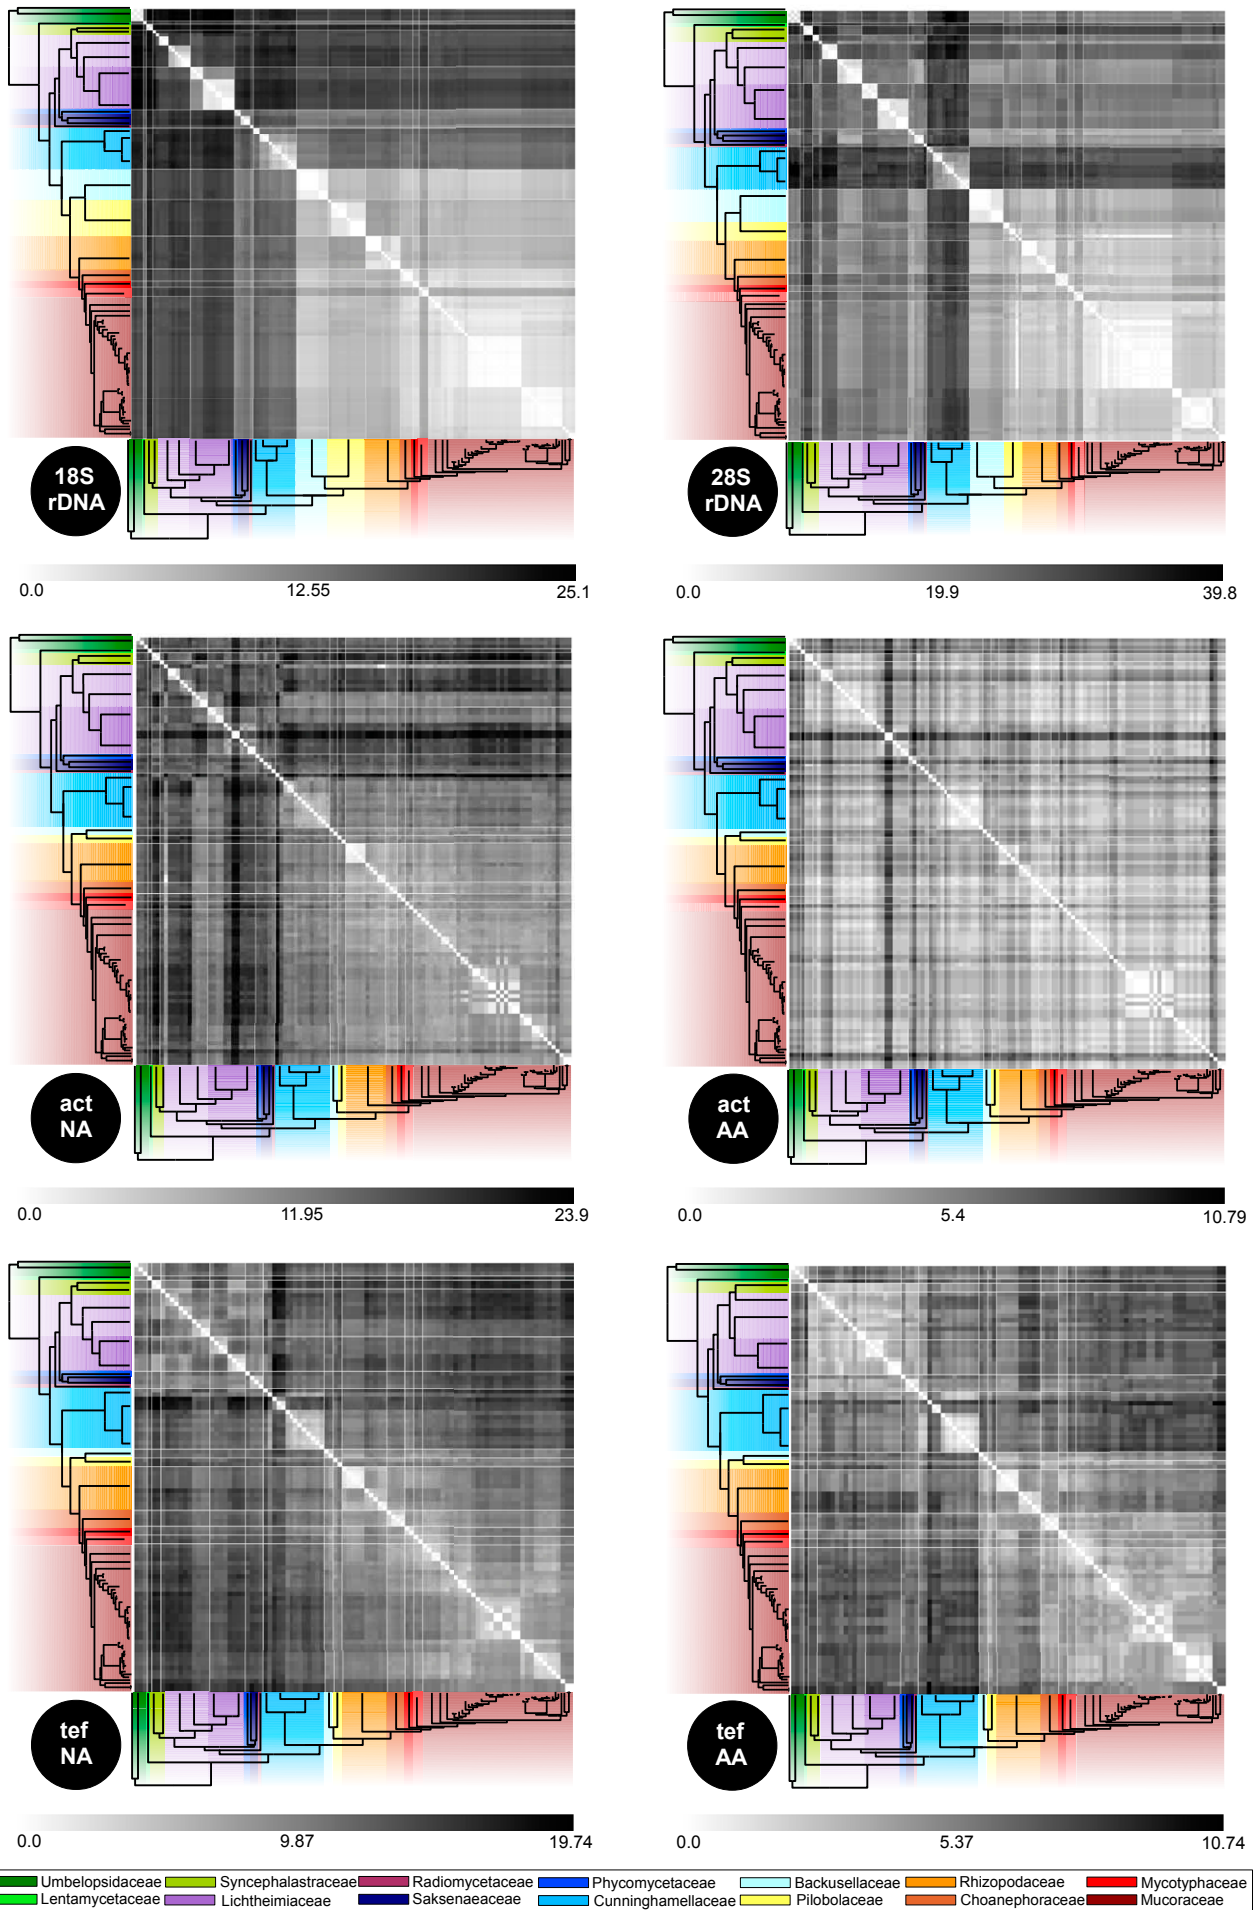 18S
rDNA
28S
rDNA
0.0 12.55 25.1
0.0 19.9 39.8
act
NA
act
AA
0.0 11.95 23.9
0.0 5.4 10.79
tef
NA
tef
AA
0.0 9.87 19.74
0.0 5.37 10.74
Umbelopsidaceae Syncephalastraceae Radiomycetaceae Phycomycetaceae Backusellaceae Rhizopodaceae Mycotyphaceae
Lentamycetaceae Lichtheimiaceae Saksenaeaceae Cunninghamellaceae Pilobolaceae Choanephoraceae Mucoraceae